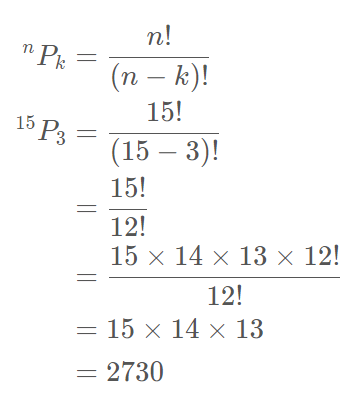 ⁿPₖ = n! / (n − k)!
¹⁵P₃ = 15! / (15 − 3)!
= 15! / 12!
= 15 × 14 × 13 × 12! / 12!
= 15 × 14 × 13
= 2730